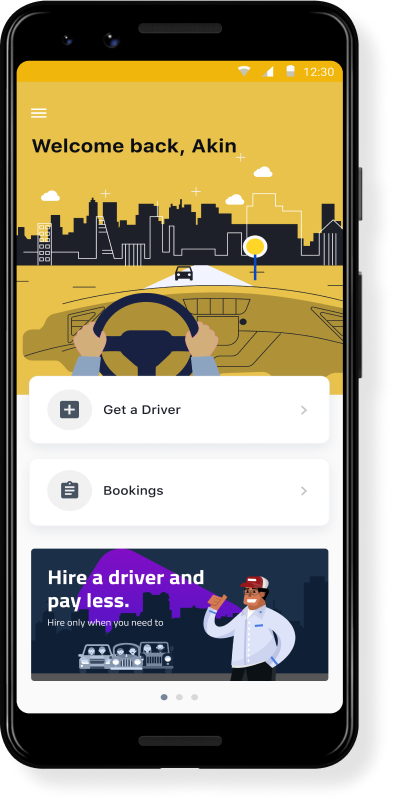 12:30
Welcome back, Akin
Get a Driver
Bookings
Hire a driver and
pay less.
Hire only when you need to